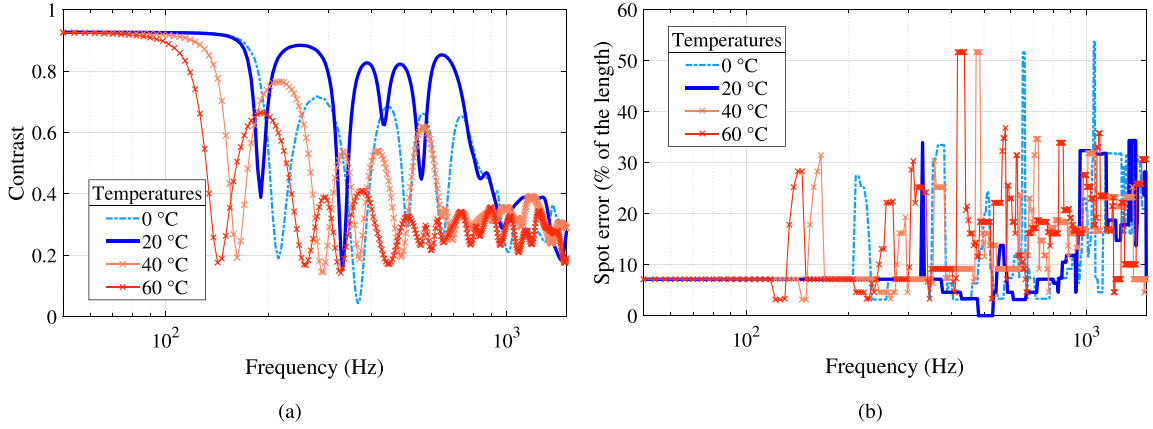 1
0.8
0.6
0.4
0.2
0
Contrast
Temperatures
0 °C
20 °C
40 °C
60 °C
10² 10³
Frequency (Hz)
(a)
60
50
40
30
20
10
0
Spot error (% of the length)
Temperatures
0 °C
20 °C
40 °C
60 °C
10² 10³
Frequency (Hz)
(b)